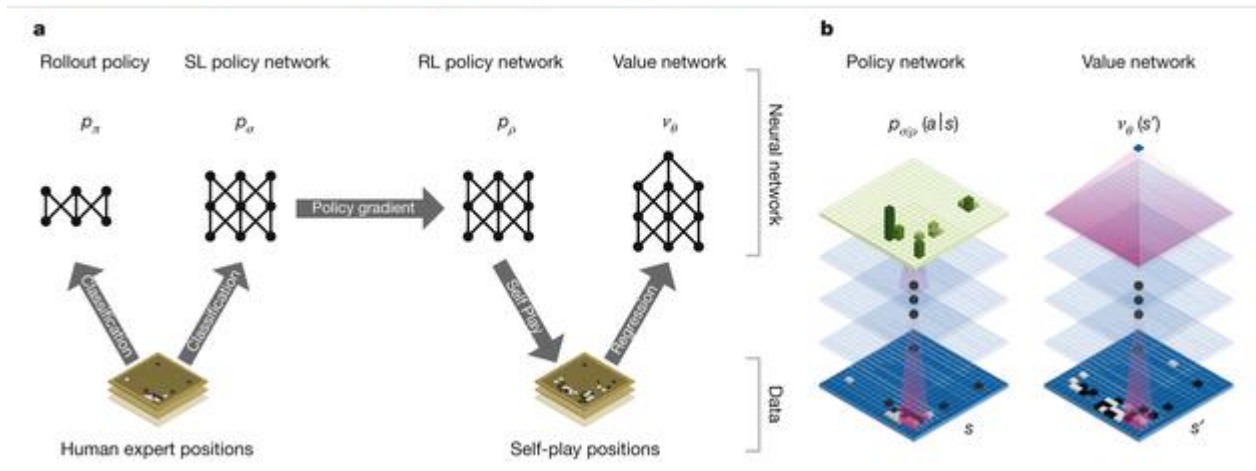 a
Rollout policy SL policy network RL policy network Value network
pπ pσ pρ vθ
Neural network
Policy gradient
Classification Classification Self Play Regression
Data
Human expert positions Self-play positions
b
Policy network Value network
pσ/ρ (a|s) vθ (s′)
s s′